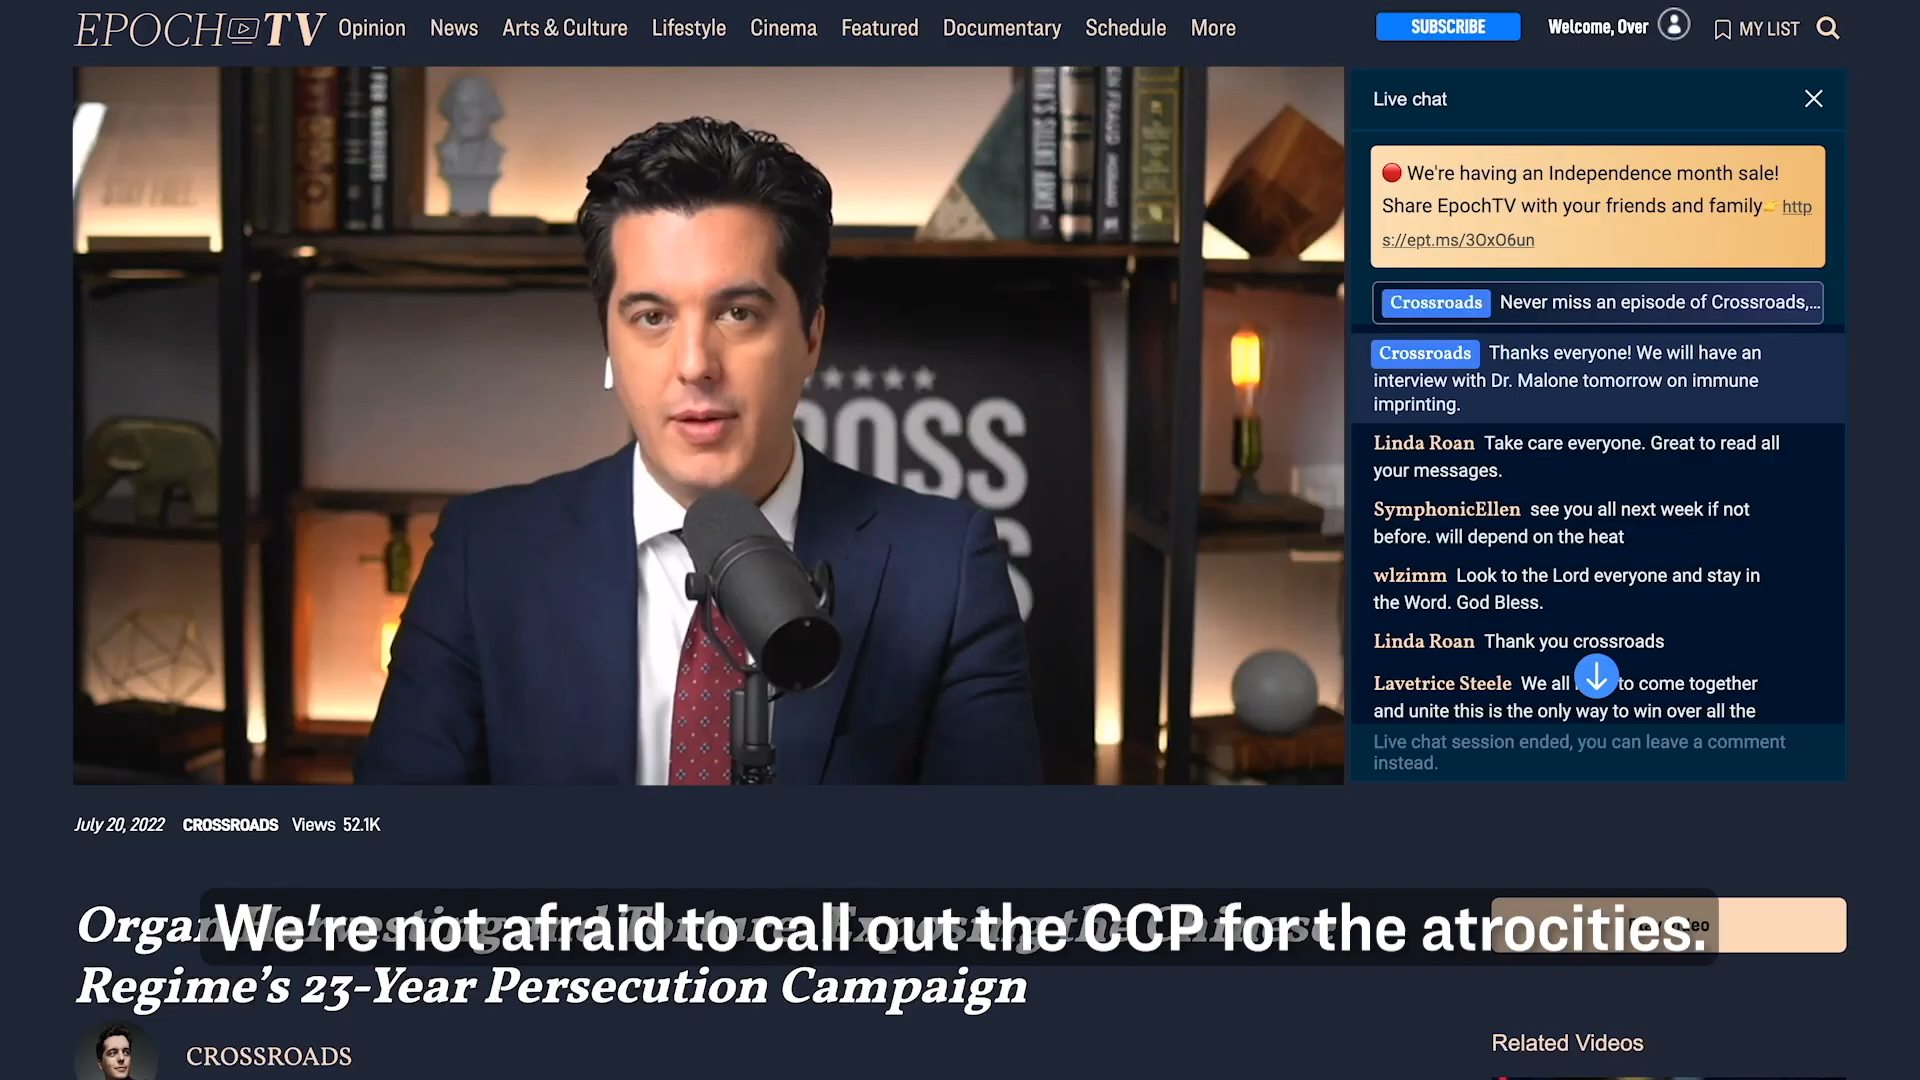 EPOCH TV
Opinion News Arts & Culture Lifestyle Cinema Featured Documentary Schedule More
SUBSCRIBE Welcome, Over MY LIST
Live chat
🔴 We're having an Independence month sale!
Share EpochTV with your friends and family👉http
s://ept.ms/3OxO6un
Crossroads Never miss an episode of Crossroads,...
Crossroads Thanks everyone! We will have an
interview with Dr. Malone tomorrow on immune
imprinting.
Linda Roan Take care everyone. Great to read all
your messages.
SymphonicEllen see you all next week if not
before. will depend on the heat
wlzimm Look to the Lord everyone and stay in
the Word. God Bless.
Linda Roan Thank you crossroads
Lavetrice Steele We all to come together
and unite this is the only way to win over all the
Live chat session ended, you can leave a comment
instead.
OSS
July 20, 2022 CROSSROADS Views 52.1K
Organ Harvesting and Torture: Exposing the Chinese
Regime's 23-Year Persecution Campaign
We're not afraid to call out the CCP for the atrocities.
CROSSROADS
Related Videos